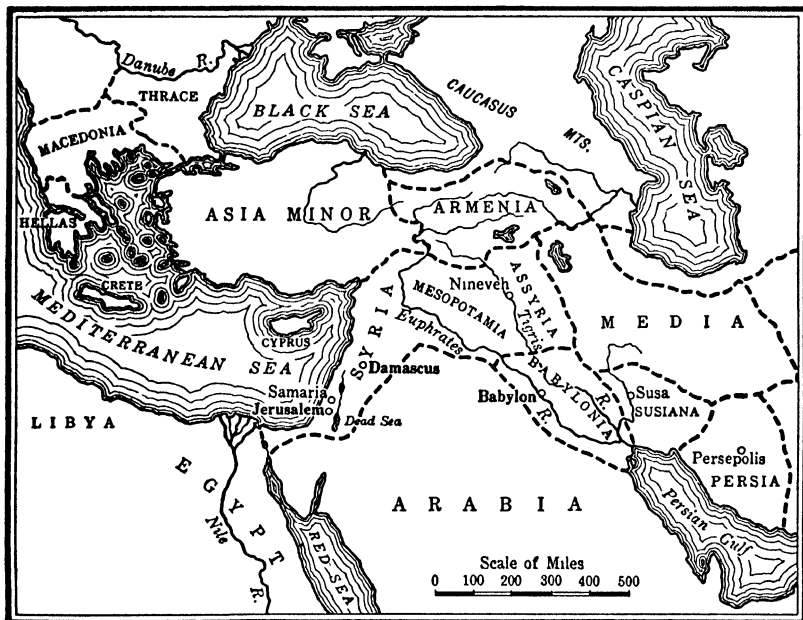 Danube R.
THRACE
MACEDONIA
BLACK SEA
CAUCASUS
MTS.
CASPIAN
SEA
HELLAS
ASIA MINOR
ARMENIA
CRETE
MEDITERRANEAN SEA
CYPRUS
SYRIA
Nineveh
MESOPOTAMIA
ASSYRIA
Tigris R.
MEDIA
Euphrates R.
BABYLONIA
Damascus
Samaria
Jerusalem
Dead Sea
Babylon
Susa
SUSIANA
LIBYA
EGYPT
Nile R.
ARABIA
Persepolis
PERSIA
Persian Gulf
RED SEA
Scale of Miles
0 100 200 300 400 500